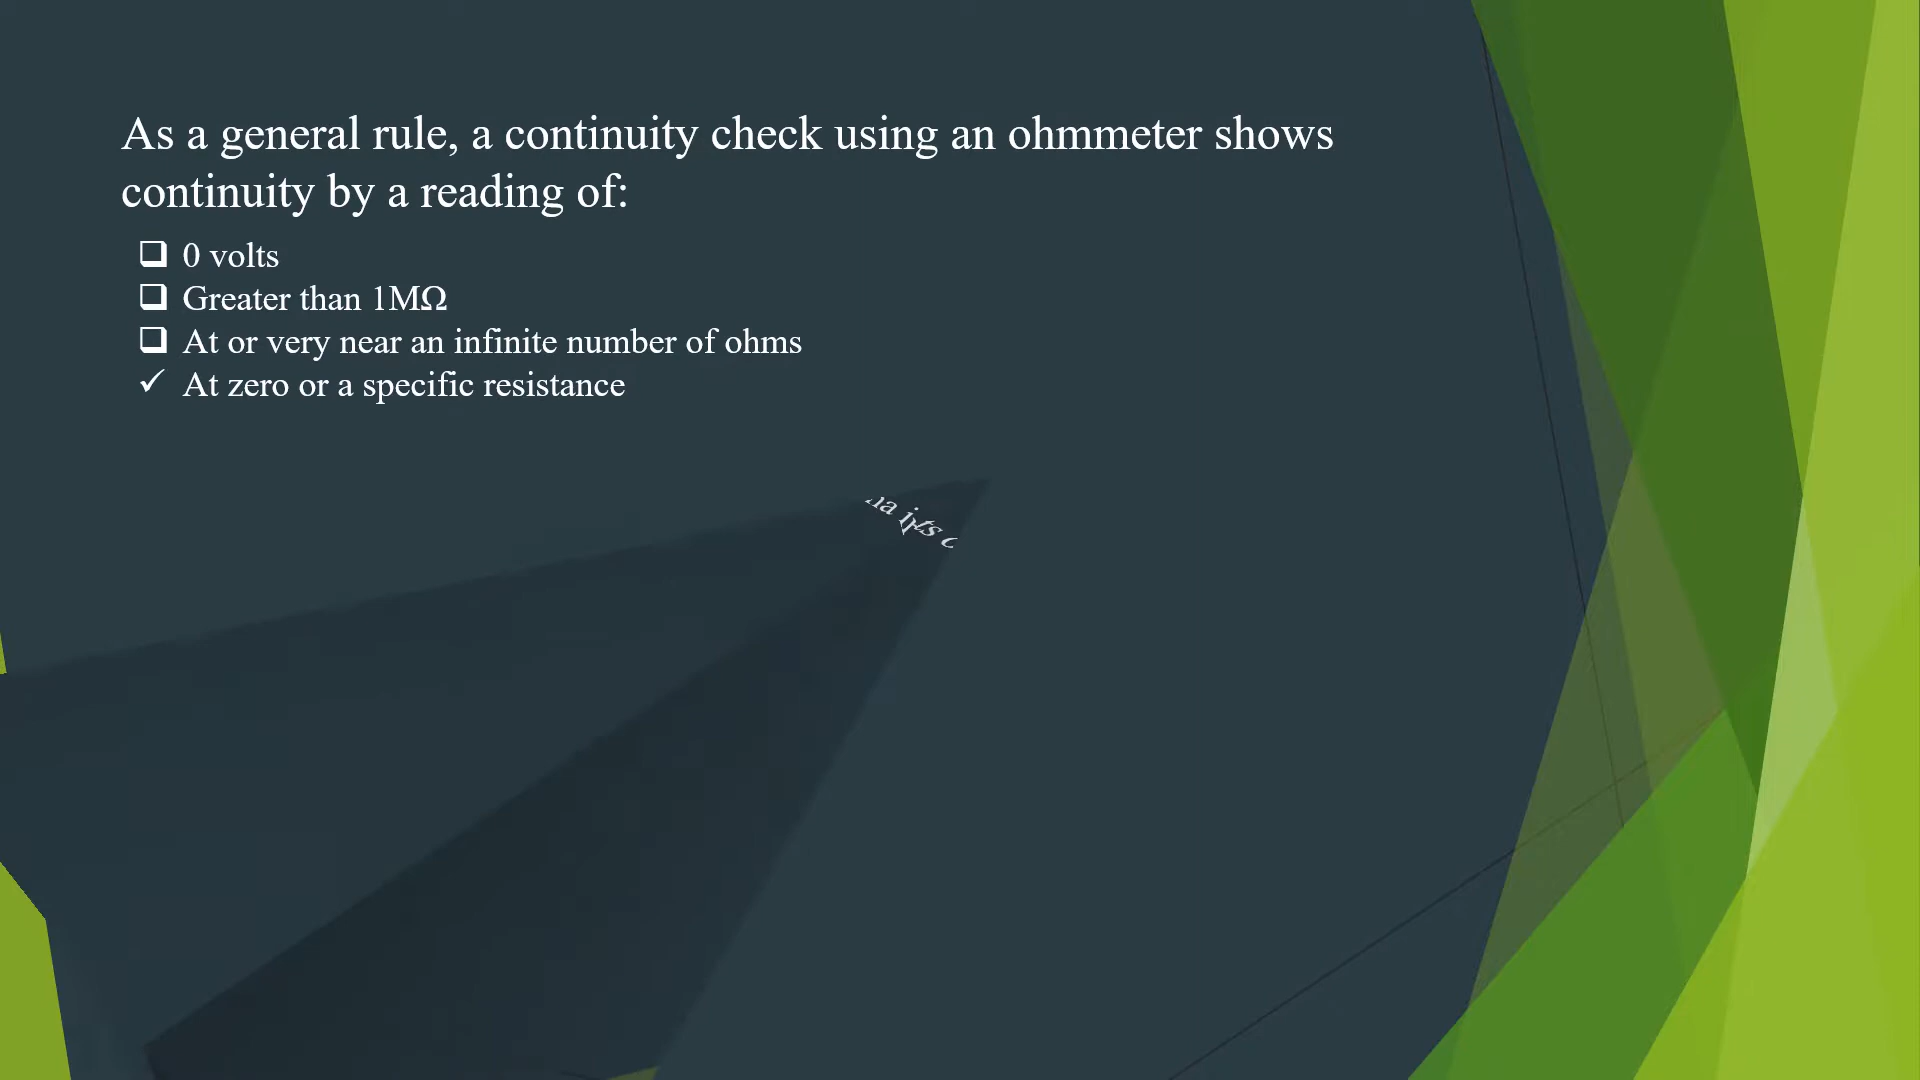 As a general rule, a continuity check using an ohmmeter shows
continuity by a reading of:
0 volts
Greater than 1MΩ
At or very near an infinite number of ohms
At zero or a specific resistance